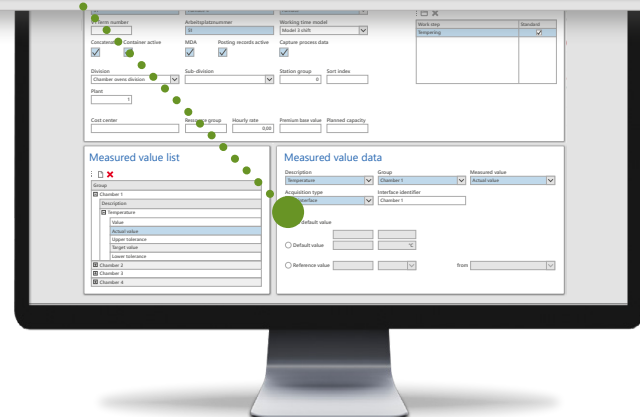 Arbeitsplatznummer
Working time model
51
Model 3 shift
Work step
Standard
Tempering
Container active
MDA
Posting records active
Capture process data
Division
Sub-division
Station group
Sort index
Chamber ovens division
0
Plant
1
Cost center
group
Hourly rate
Premium base value
Planned capacity
0,00
Measured value list
Group
Chamber 1
Description
Temperature
Value
Actual value
Upper tolerance
Target value
Lower tolerance
Chamber 2
Chamber 3
Chamber 4
Measured value data
Description
Group
Measured value
Temperature
Chamber 1
Actual value
Acquisition type
Interface identifier
Chamber 1
default value
Default value
°C
Reference value
from